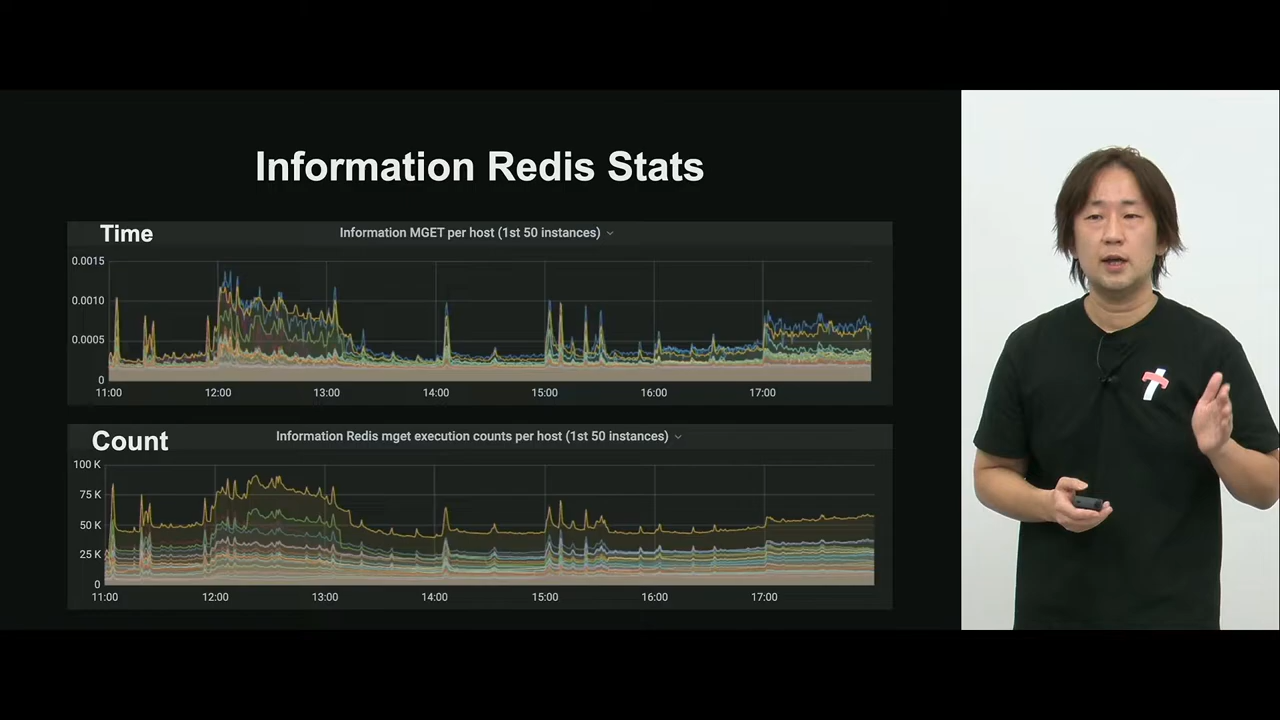 Information Redis Stats
Time
Information MGET per host (1st 50 instances)
0.0015
0.0010
0.0005
0
11:00 12:00 13:00 14:00 15:00 16:00 17:00
Count
Information Redis mget execution counts per host (1st 50 instances)
100 K
75 K
50 K
25 K
0
11:00 12:00 13:00 14:00 15:00 16:00 17:00